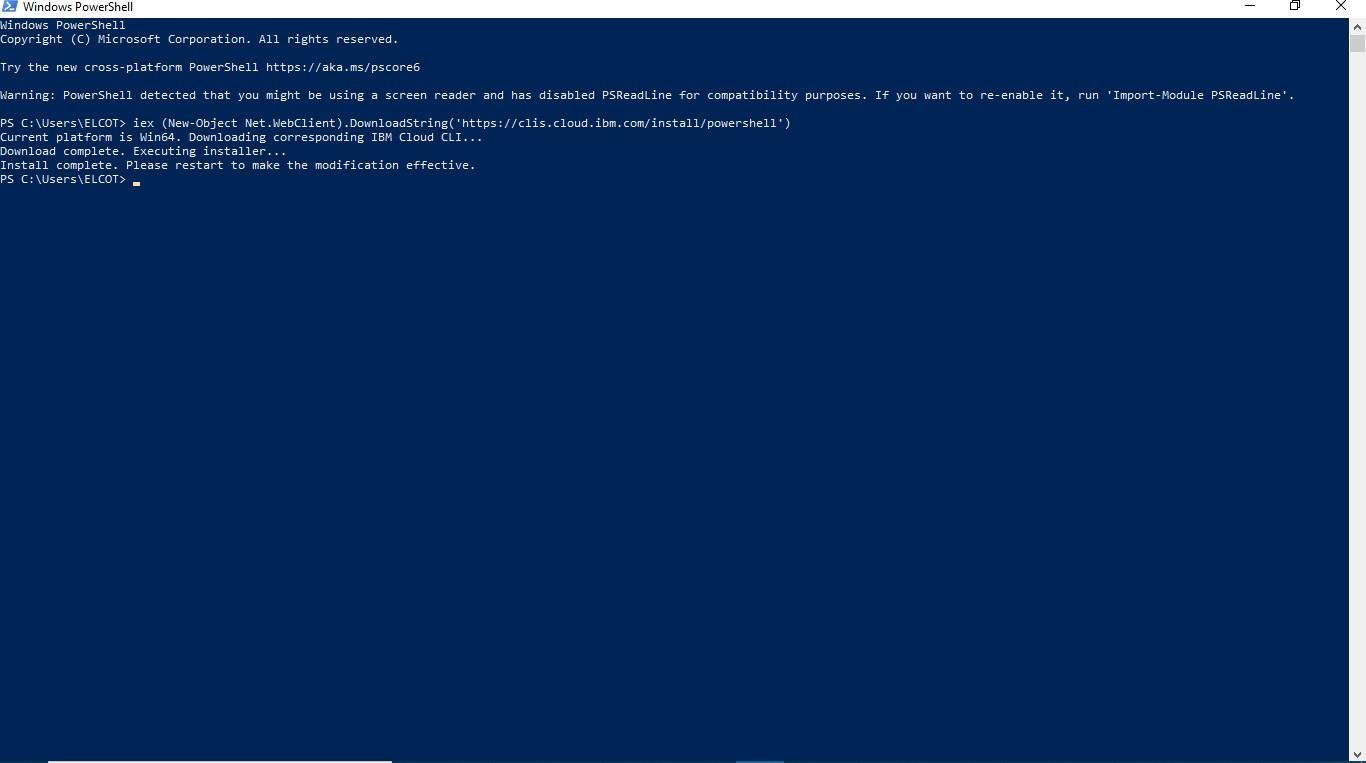 Windows PowerShell
Windows PowerShell
Copyright (C) Microsoft Corporation. All rights reserved.
Try the new cross-platform PowerShell https://aka.ms/pscore6
Warning: PowerShell detected that you might be using a screen reader and has disabled PSReadLine for compatibility purposes. If you want to re-enable it, run 'Import-Module PSReadLine'.
PS C:\Users\ELCOT> iex (New-Object Net.WebClient).DownloadString('https://clis.cloud.ibm.com/install/powershell')
Current platform is Win64. Downloading corresponding IBM Cloud CLI...
Download complete. Executing installer...
Install complete. Please restart to make the modification effective.
PS C:\Users\ELCOT>